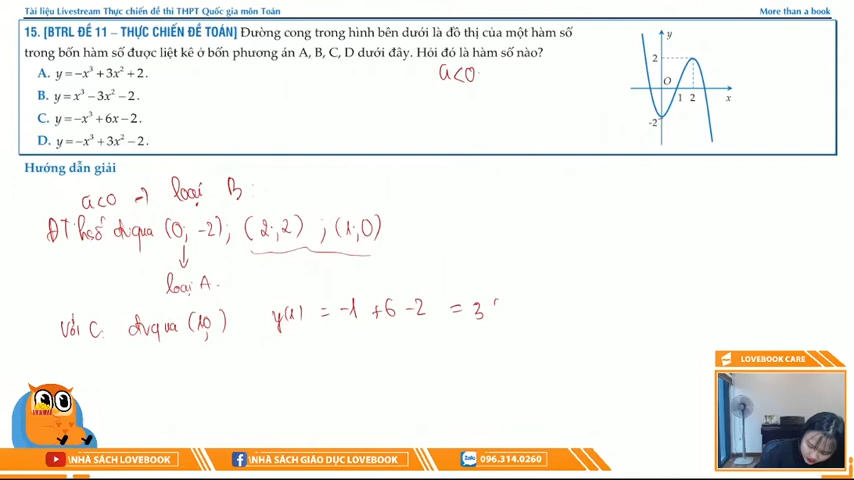 Tài liệu Livestream Thực chiến đề thi THPT Quốc gia môn Toán More than a book
15. [BTRL ĐỀ 11 – THỰC CHIẾN ĐỀ TOÁN] Đường cong trong hình bên dưới là đồ thị của một hàm số
trong bốn hàm số được liệt kê ở bốn phương án A, B, C, D dưới đây. Hỏi đó là hàm số nào?
A. y = −x³ + 3x² + 2.
a<0.
B. y = x³ − 3x² − 2.
C. y = −x³ + 6x − 2.
D. y = −x³ + 3x² − 2.
y
2
O
1 2 x
-2
Hướng dẫn giải
a<0 → loại B.
ĐT hsố đi qua (0; -2); (2; 2); (1; 0)
loại A.
Với C. đi qua (1; 0) y(1) = -1 + 6 - 2 = 3
LOVEBOOK CARE
NHÀ SÁCH LOVEBOOK NHÀ SÁCH GIÁO DỤC LOVEBOOK Zalo 096.314.0260